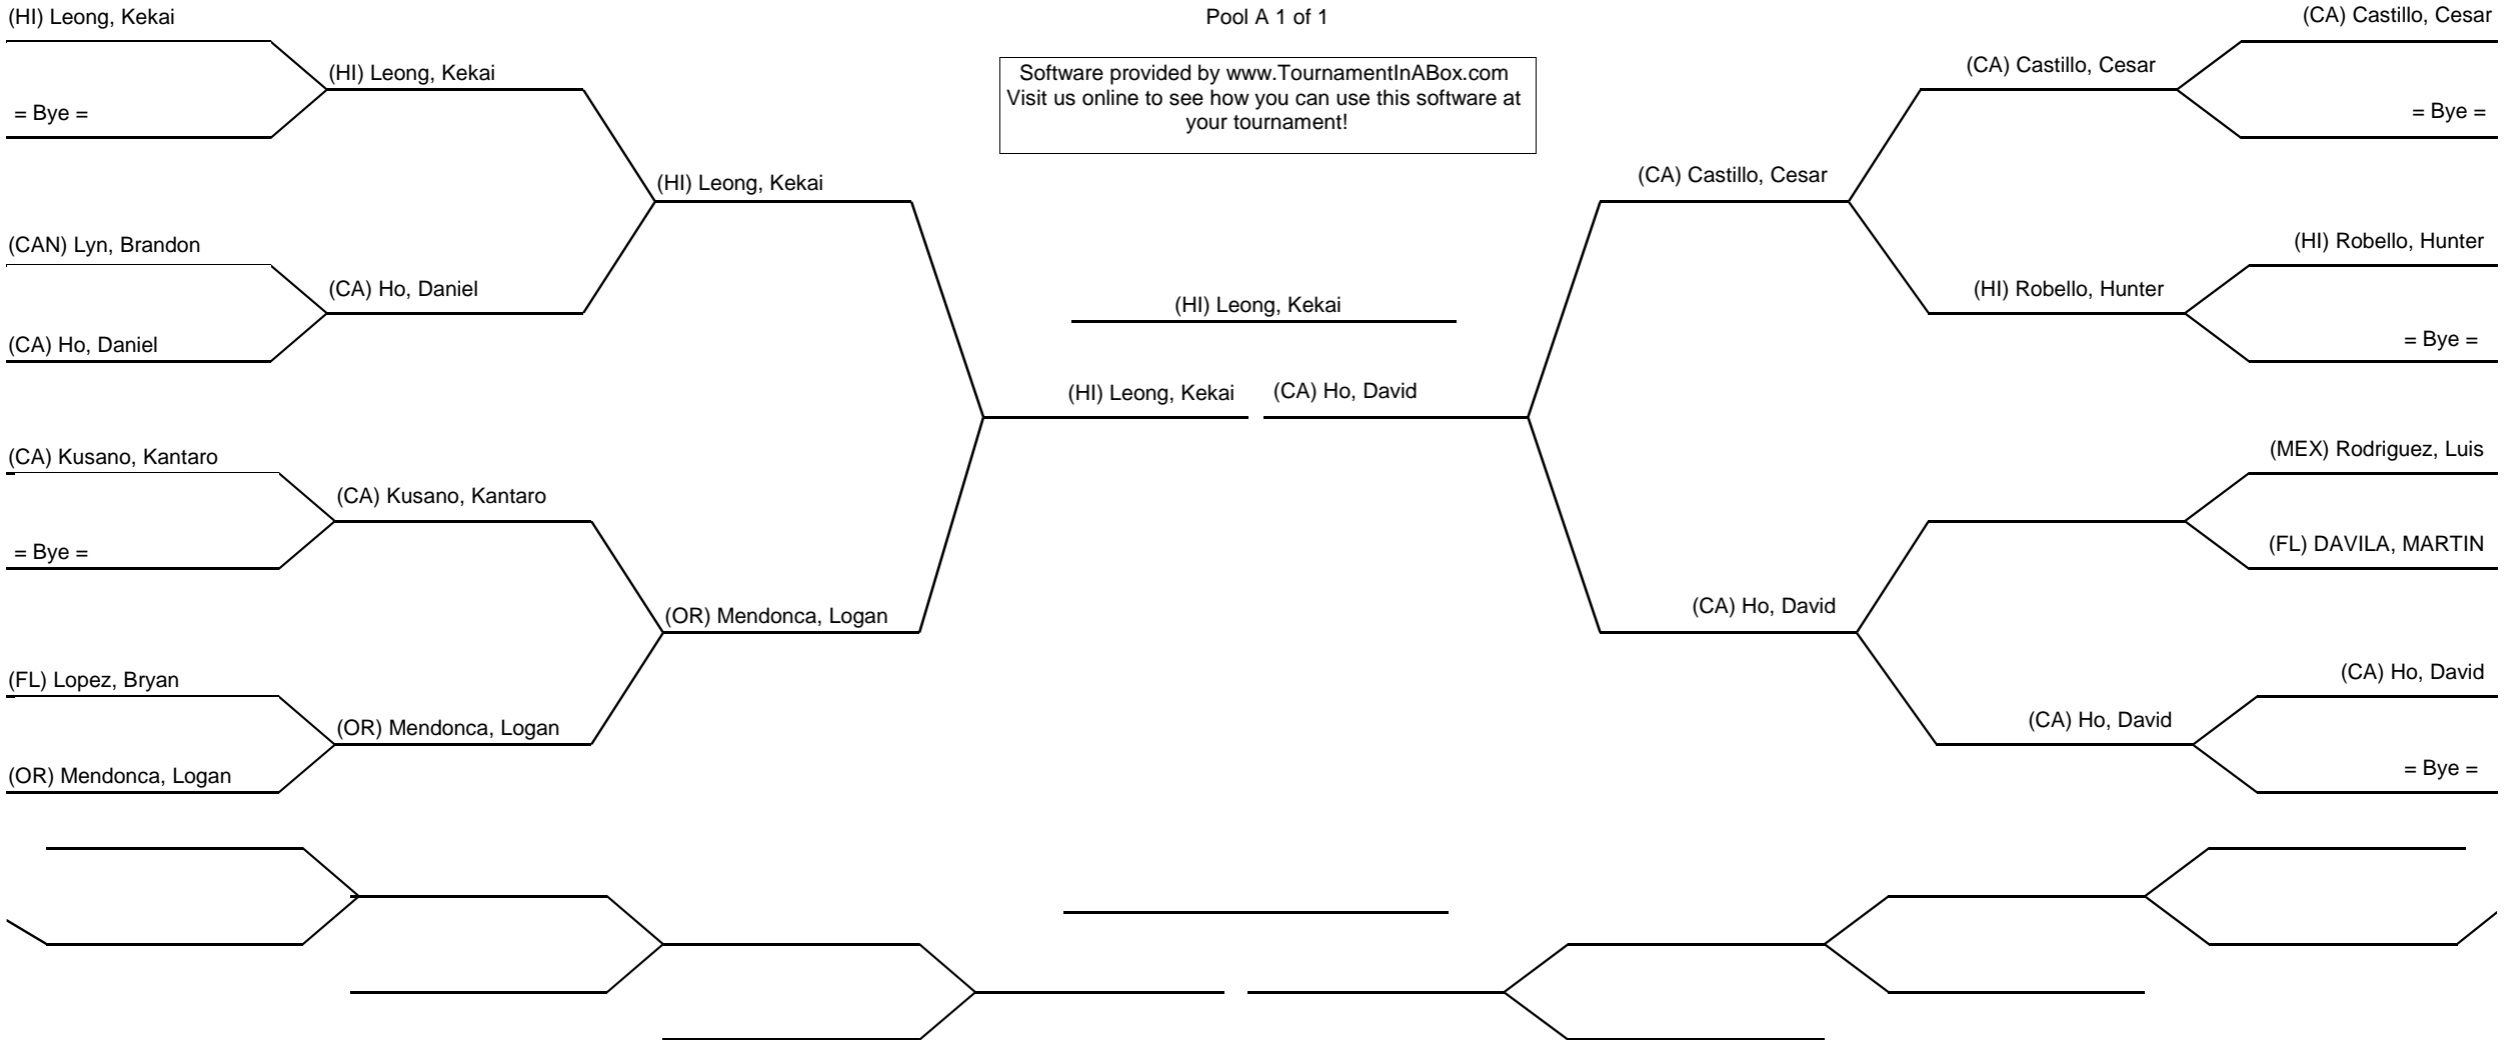 (HI) Leong, Kekai
Pool A 1 of 1
(CA) Castillo, Cesar
(HI) Leong, Kekai
Software provided by www.TournamentInABox.com
Visit us online to see how you can use this software at
your tournament!
(CA) Castillo, Cesar
= Bye =
= Bye =
(HI) Leong, Kekai
(CA) Castillo, Cesar
(CAN) Lyn, Brandon
(HI) Robello, Hunter
(CA) Ho, Daniel
(HI) Leong, Kekai
(HI) Robello, Hunter
(CA) Ho, Daniel
= Bye =
(HI) Leong, Kekai
(CA) Ho, David
(CA) Kusano, Kantaro
(MEX) Rodriguez, Luis
(CA) Kusano, Kantaro
= Bye =
(FL) DAVILA, MARTIN
(OR) Mendonca, Logan
(CA) Ho, David
(FL) Lopez, Bryan
(CA) Ho, David
(OR) Mendonca, Logan
(CA) Ho, David
(OR) Mendonca, Logan
= Bye =